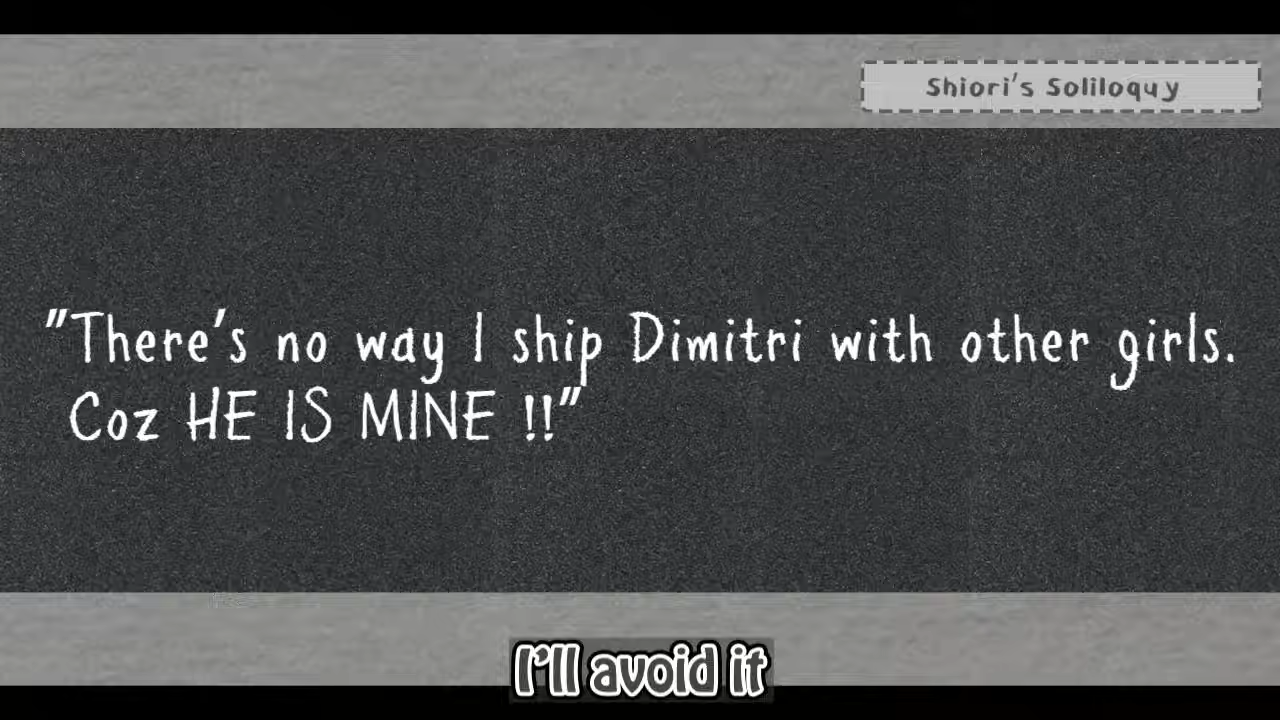 Shiori's Soliloquy
"There's no way I ship Dimitri with other girls.
Coz HE IS MINE !!"
I'll avoid it